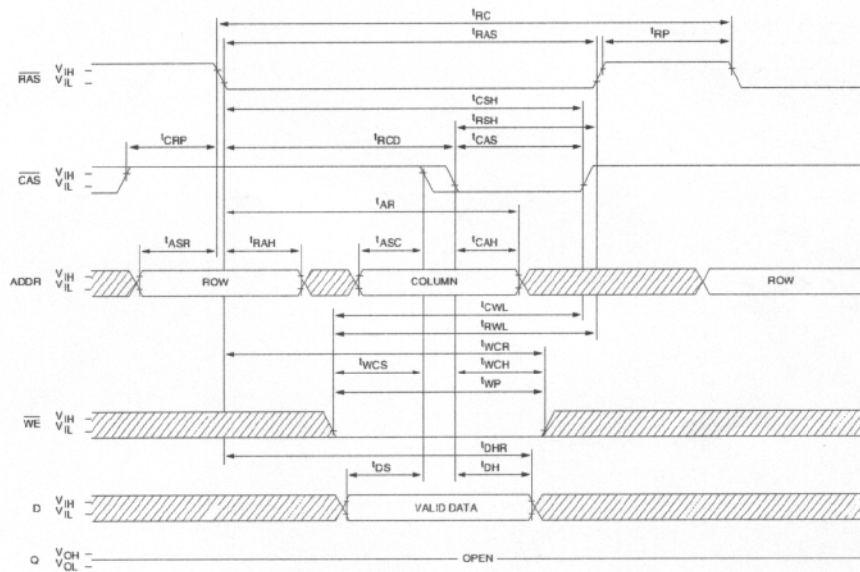 tRC
tRAS
tRP
RAS VIH
VIL
tCSH
tRSH
tCRP tRCD tCAS
CAS VIH
VIL
tAR
tASR tRAH tASC tCAH
ADDR VIH
VIL
ROW COLUMN ROW
tCWL
tRWL
tWCR
tWCS tWCH
tWP
WE VIH
VIL
tDHR
tDS tDH
D VIH
VIL
VALID DATA
Q VOH
VOL
OPEN